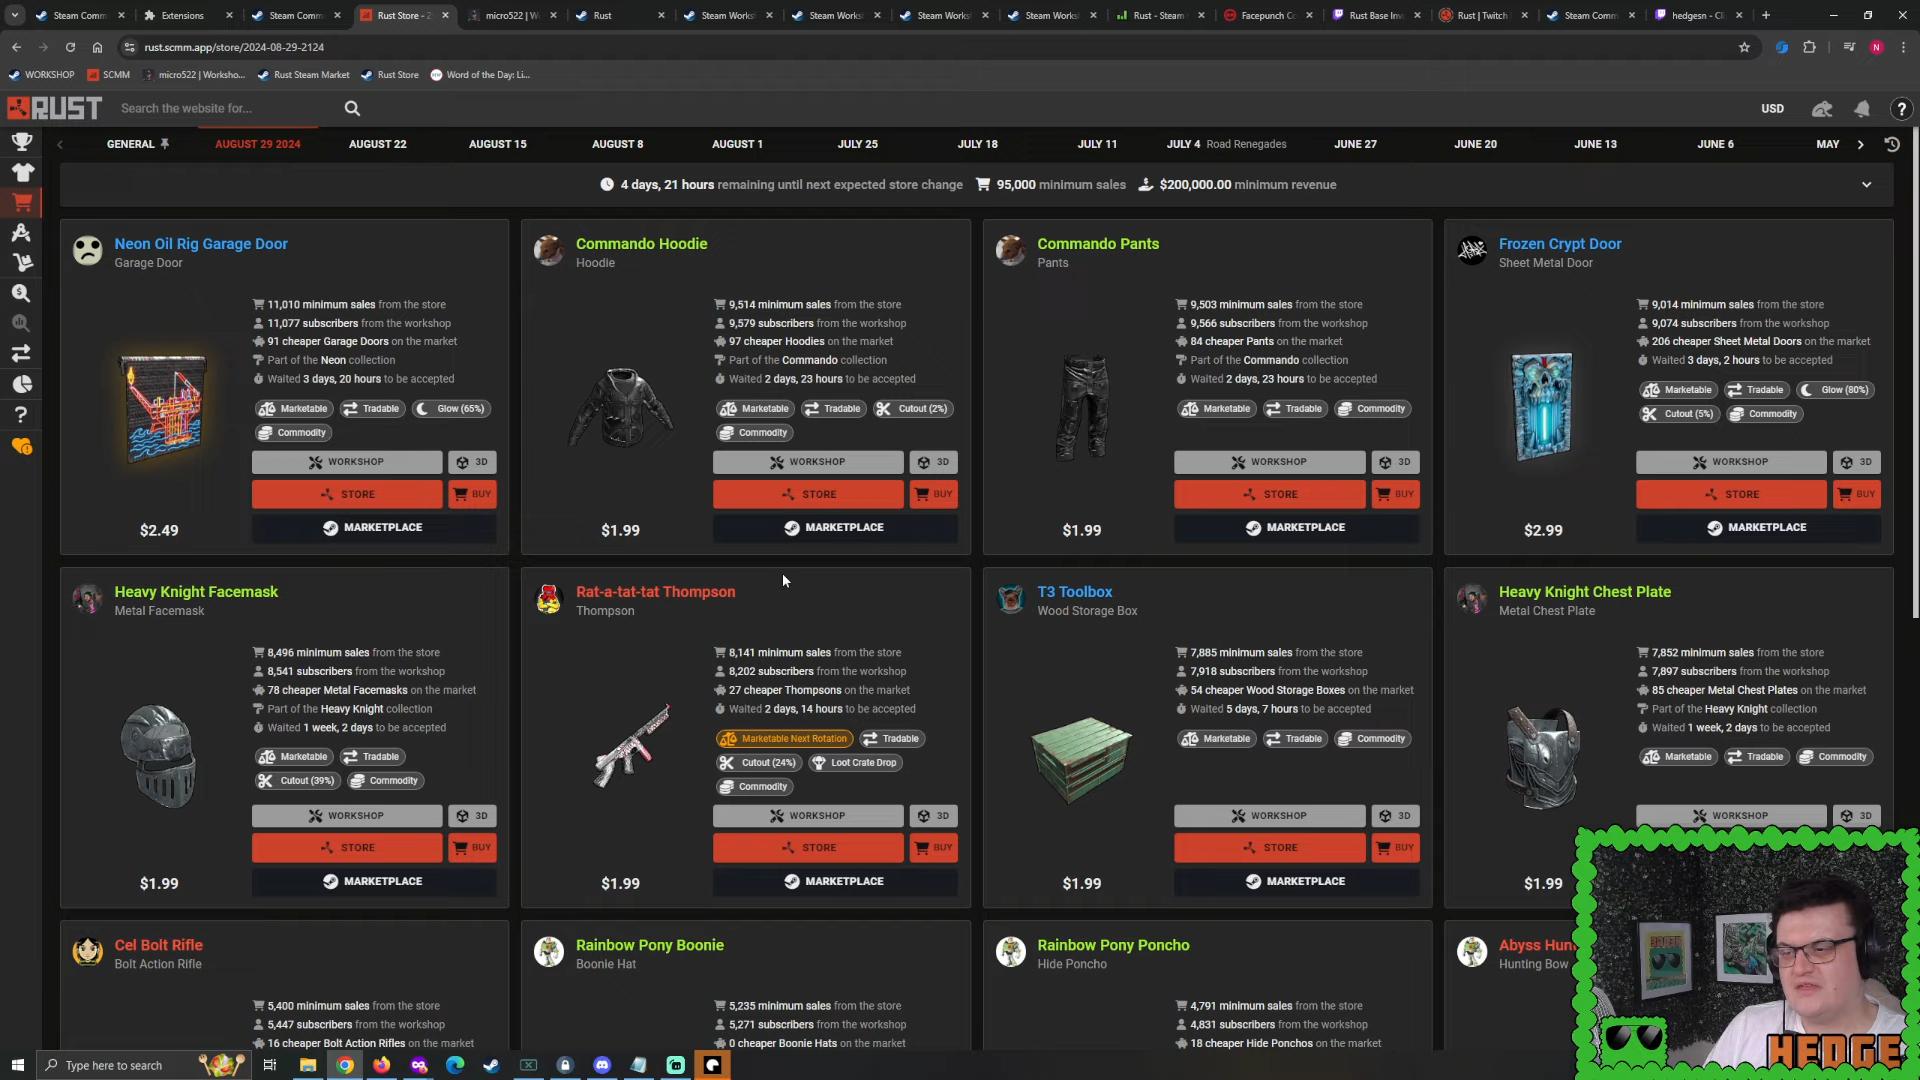 Steam Comm
Extensions
Steam Comm
Rust Store - 2
micro522 | W
Rust
Steam Works
Steam Works
Steam Works
Steam Works
Rust - Steam
Facepunch Co
Rust Base Inv
Rust | Twitch
Steam Comm
hedgesn - Cli
rust.scmm.app/store/2024-08-29-2124
N
WORKSHOP
SCMM
micro522 | Worksho...
Rust Steam Market
Rust Store
Word of the Day: Li...
RUST
Search the website for...
USD
GENERAL
AUGUST 29 2024
AUGUST 22
AUGUST 15
AUGUST 8
AUGUST 1
JULY 25
JULY 18
JULY 11
JULY 4 Road Renegades
JUNE 27
JUNE 20
JUNE 13
JUNE 6
MAY
4 days, 21 hours remaining until next expected store change
95,000 minimum sales
$200,000.00 minimum revenue
Neon Oil Rig Garage Door
Garage Door
11,010 minimum sales from the store
11,077 subscribers from the workshop
91 cheaper Garage Doors on the market
Part of the Neon collection
Waited 3 days, 20 hours to be accepted
Marketable
Tradable
Glow (65%)
Commodity
WORKSHOP
3D
STORE
BUY
$2.49
MARKETPLACE
Commando Hoodie
Hoodie
9,514 minimum sales from the store
9,579 subscribers from the workshop
97 cheaper Hoodies on the market
Part of the Commando collection
Waited 2 days, 23 hours to be accepted
Marketable
Tradable
Cutout (2%)
Commodity
WORKSHOP
3D
STORE
BUY
$1.99
MARKETPLACE
Commando Pants
Pants
9,503 minimum sales from the store
9,566 subscribers from the workshop
84 cheaper Pants on the market
Part of the Commando collection
Waited 2 days, 23 hours to be accepted
Marketable
Tradable
Commodity
WORKSHOP
3D
STORE
BUY
$1.99
MARKETPLACE
Frozen Crypt Door
Sheet Metal Door
9,014 minimum sales from the store
9,074 subscribers from the workshop
206 cheaper Sheet Metal Doors on the market
Waited 3 days, 2 hours to be accepted
Marketable
Tradable
Glow (80%)
Cutout (5%)
Commodity
WORKSHOP
3D
STORE
BUY
$2.99
MARKETPLACE
Heavy Knight Facemask
Metal Facemask
8,496 minimum sales from the store
8,541 subscribers from the workshop
78 cheaper Metal Facemasks on the market
Part of the Heavy Knight collection
Waited 1 week, 2 days to be accepted
Marketable
Tradable
Cutout (39%)
Commodity
WORKSHOP
3D
STORE
BUY
$1.99
MARKETPLACE
Rat-a-tat-tat Thompson
Thompson
8,141 minimum sales from the store
8,202 subscribers from the workshop
27 cheaper Thompsons on the market
Waited 2 days, 14 hours to be accepted
Marketable Next Rotation
Tradable
Cutout (24%)
Loot Crate Drop
Commodity
WORKSHOP
3D
STORE
BUY
$1.99
MARKETPLACE
T3 Toolbox
Wood Storage Box
7,885 minimum sales from the store
7,918 subscribers from the workshop
54 cheaper Wood Storage Boxes on the market
Waited 5 days, 7 hours to be accepted
Marketable
Tradable
Commodity
WORKSHOP
3D
STORE
BUY
$1.99
MARKETPLACE
Heavy Knight Chest Plate
Metal Chest Plate
7,852 minimum sales from the store
7,897 subscribers from the workshop
85 cheaper Metal Chest Plates on the market
Part of the Heavy Knight collection
Waited 1 week, 2 days to be accepted
Marketable
Tradable
Commodity
WORKSHOP
3D
$1.99
Cel Bolt Rifle
Bolt Action Rifle
5,400 minimum sales from the store
5,447 subscribers from the workshop
16 cheaper Bolt Action Rifles on the market
Rainbow Pony Boonie
Boonie Hat
5,235 minimum sales from the store
5,271 subscribers from the workshop
0 cheaper Boonie Hats on the market
Rainbow Pony Poncho
Hide Poncho
4,791 minimum sales from the store
4,831 subscribers from the workshop
18 cheaper Hide Ponchos on the market
Abyss Hun
Hunting Bow
HEDGE
Type here to search